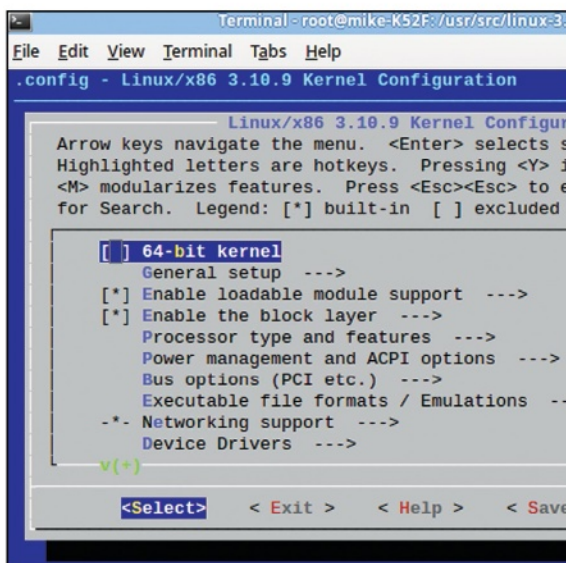 Terminal - root@mike-K52F: /usr/src/linux-3.
File Edit View Terminal Tabs Help
.config - Linux/x86 3.10.9 Kernel Configuration
Linux/x86 3.10.9 Kernel Configur
Arrow keys navigate the menu. <Enter> selects s
Highlighted letters are hotkeys. Pressing <Y> i
<M> modularizes features. Press <Esc><Esc> to e
for Search. Legend: [*] built-in [ ] excluded
[ ] 64-bit kernel
General setup --->
[*] Enable loadable module support --->
[*] Enable the block layer --->
Processor type and features --->
Power management and ACPI options --->
Bus options (PCI etc.) --->
Executable file formats / Emulations --
-*- Networking support --->
Device Drivers --->
v(+)
<Select> < Exit > < Help > < Save